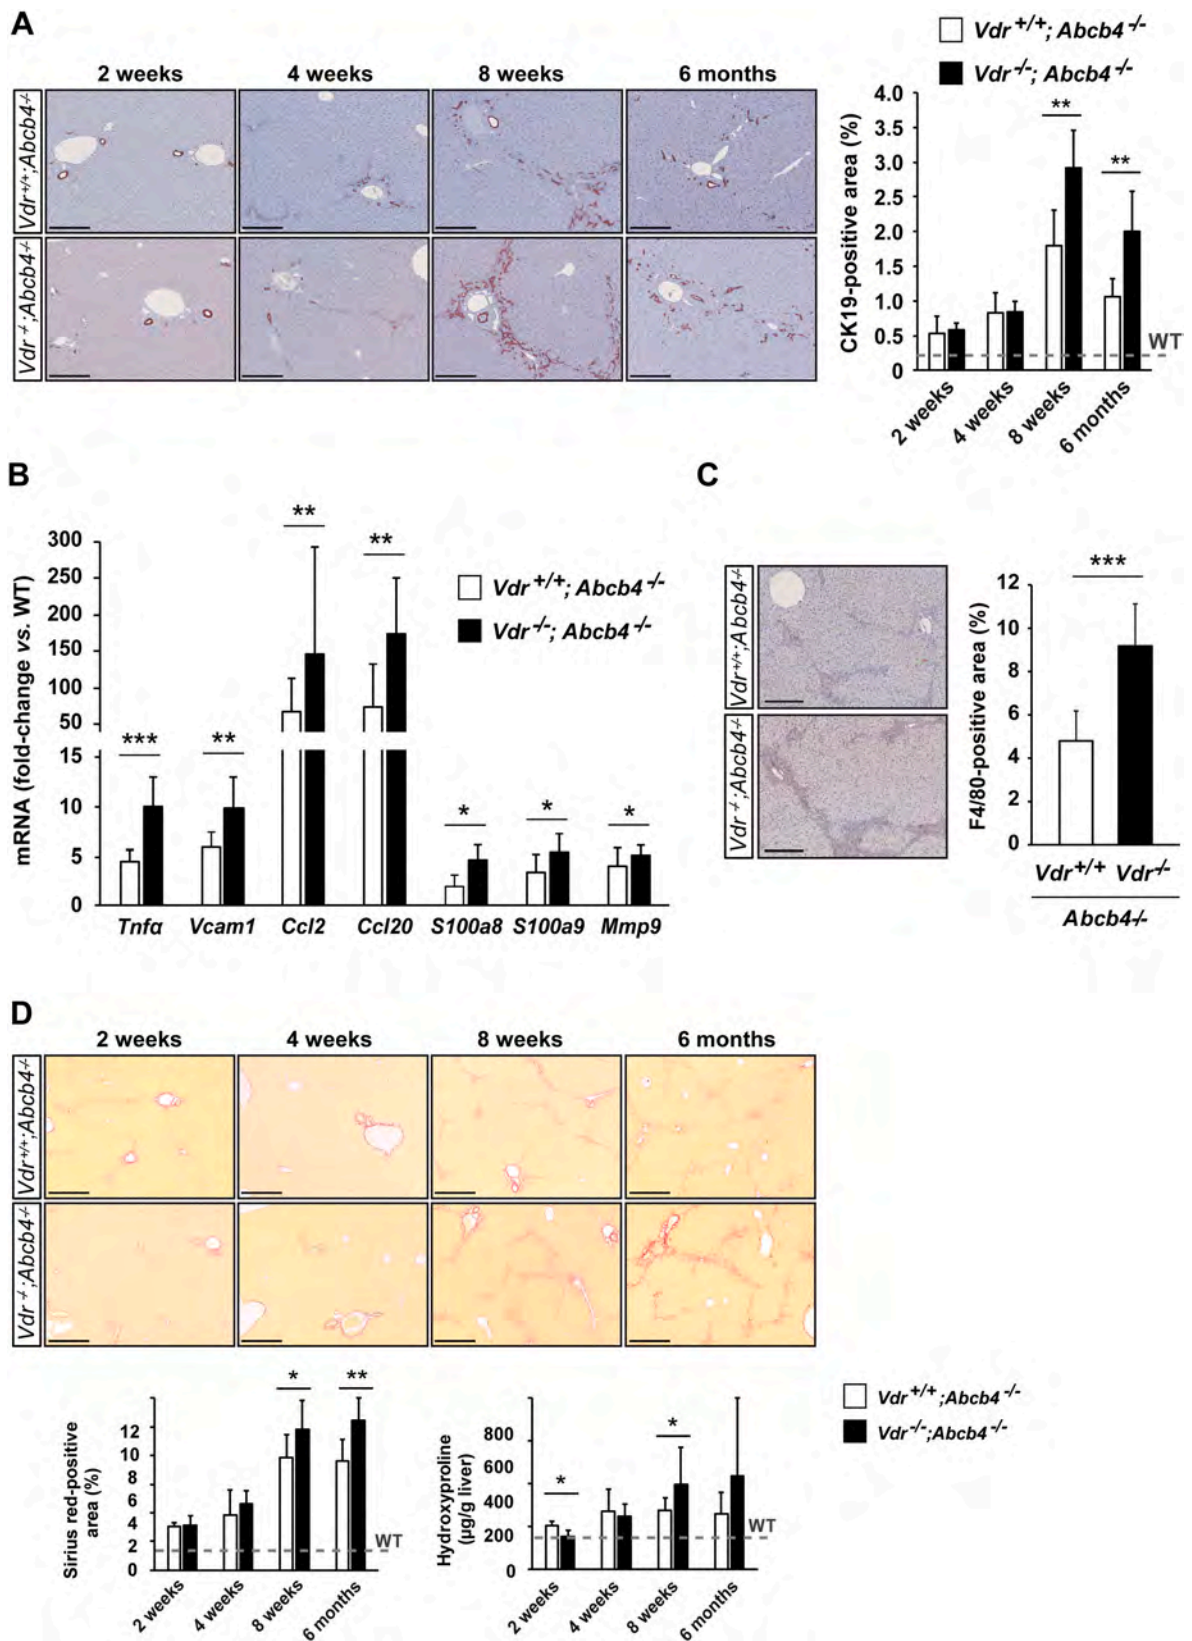 A
Vdr +/+; Abcb4 -/-
Vdr -/-; Abcb4 -/-
2 weeks 4 weeks 8 weeks 6 months
Vdr+/+;Abcb4-/-
Vdr -/-;Abcb4-/-
CK19-positive area (%)
4.0
3.5
3.0
2.5
2.0
1.5
1.0
0.5
0
** **
WT
2 weeks 4 weeks 8 weeks 6 months
B
mRNA (fold-change vs. WT)
300
250
200
150
100
50
15
10
5
0
*** ** ** ** * * *
Vdr +/+; Abcb4 -/-
Vdr -/-; Abcb4 -/-
Tnfα Vcam1 Ccl2 Ccl20 S100a8 S100a9 Mmp9
C
Vdr+/+;Abcb4-/-
Vdr -/-;Abcb4-/-
F4/80-positive area (%)
12
10
8
6
4
2
0
***
Vdr+/+ Vdr-/-
Abcb4-/-
D
2 weeks 4 weeks 8 weeks 6 months
Vdr+/+;Abcb4-/-
Vdr -/-;Abcb4-/-
Sirius red-positive
area (%)
12
10
8
6
4
2
0
* **
WT
2 weeks 4 weeks 8 weeks 6 months
Hydroxyproline
(µg/g liver)
800
600
400
200
0
* *
WT
2 weeks 4 weeks 8 weeks 6 months
Vdr+/+;Abcb4-/-
Vdr-/-;Abcb4-/-